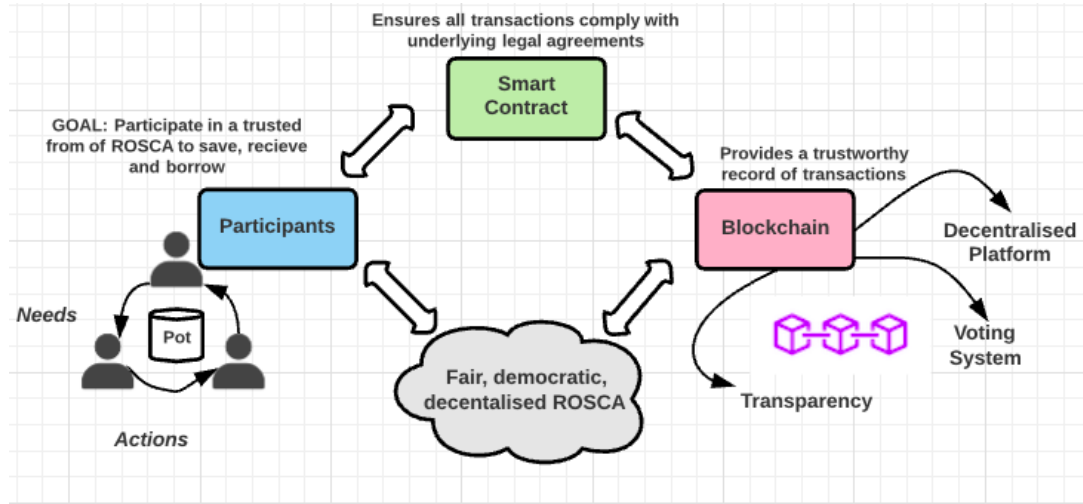 Ensures all transactions comply with
underlying legal agreements
Smart
Contract
GOAL: Participate in a trusted
from of ROSCA to save, recieve
and borrow
Provides a trustworthy
record of transactions
Participants
Blockchain
Decentralised
Platform
Needs
Pot
Voting
System
Fair, democratic,
decentalised ROSCA
Transparency
Actions